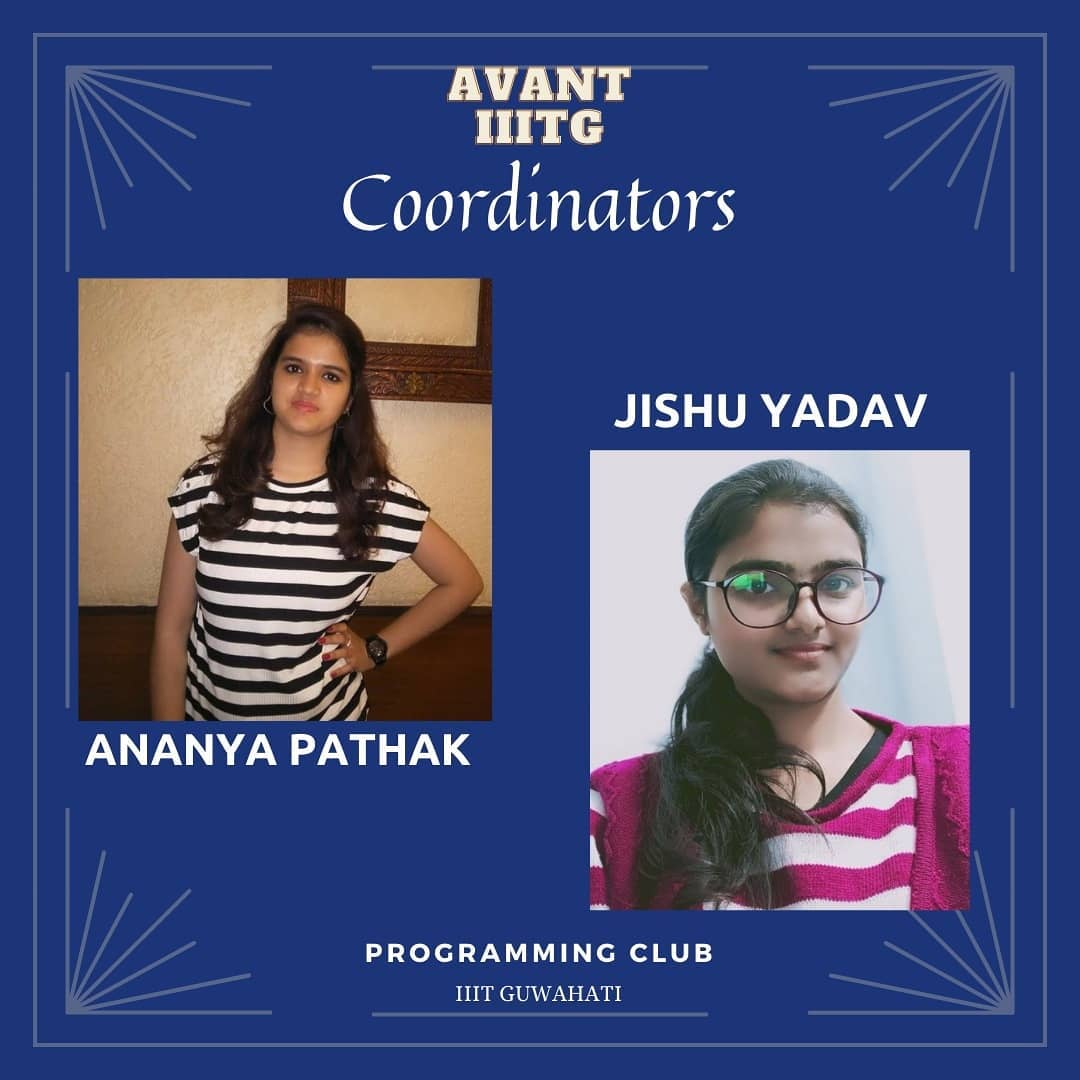 AVANT
IIITG
Coordinators
JISHU YADAV
ANANYA PATHAK
PROGRAMMING CLUB
IIIT GUWAHATI